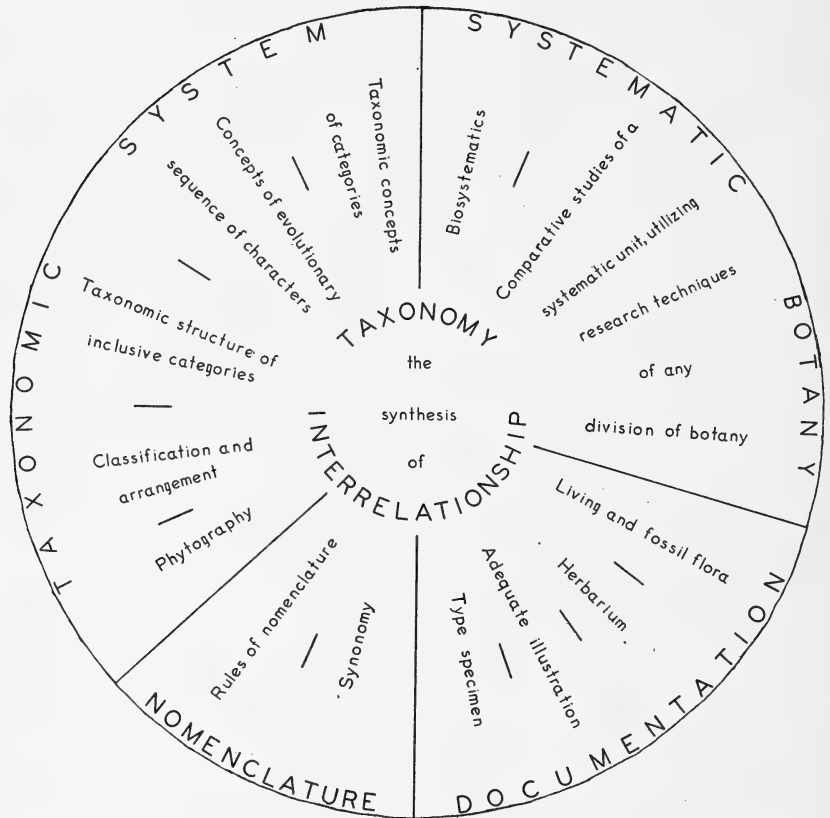 TAXONOMIC SYSTEM
Phytography
Classification and
arrangement
Taxonomic structure of
inclusive categories
Concepts of evolutionary
sequence of characters
Taxonomic concepts
of categories
SYSTEMATIC BOTANY
Biosystematics
Comparative studies of a
systematic unit, utilizing
research techniques
of any
division of botany
DOCUMENTATION
Living and fossil flora
Herbarium
Adequate illustration
Type specimen
NOMENCLATURE
Rules of nomenclature
Synonomy
TAXONOMY
the
synthesis
of
INTERRELATIONSHIP